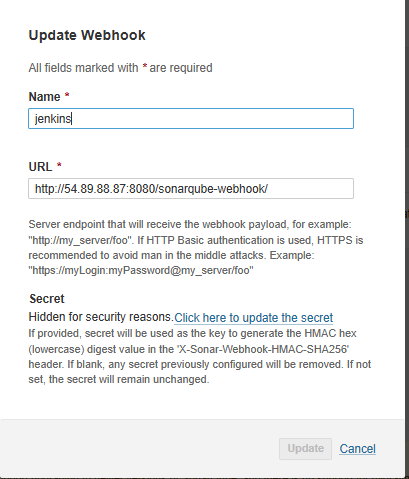 Update Webhook
All fields marked with * are required
Name *
jenkins
URL *
http://54.89.88.87:8080/sonarqube-webhook/
Server endpoint that will receive the webhook payload, for example:
"http://my_server/foo". If HTTP Basic authentication is used, HTTPS is
recommended to avoid man in the middle attacks. Example:
"https://myLogin:myPassword@my_server/foo"
Secret
Hidden for security reasons.Click here to update the secret
If provided, secret will be used as the key to generate the HMAC hex
(lowercase) digest value in the 'X-Sonar-Webhook-HMAC-SHA256'
header. If blank, any secret previously configured will be removed. If not
set, the secret will remain unchanged.
Update Cancel